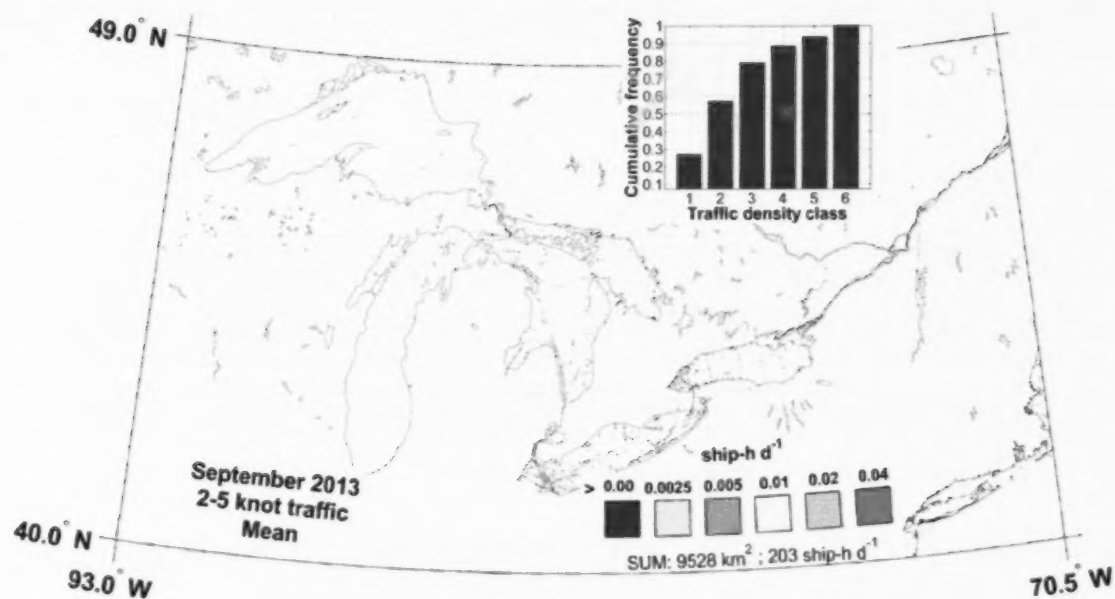 49.0° N
1
0.9
0.8
0.7
0.6
0.5
0.4
0.3
0.2
0.1
Cumulative frequency
1 2 3 4 5 6
Traffic density class
September 2013
2-5 knot traffic
Mean
ship-h d⁻¹
> 0.00 0.0025 0.005 0.01 0.02 0.04
SUM: 9528 km² ; 203 ship-h d⁻¹
40.0° N
93.0° W
70.5° W